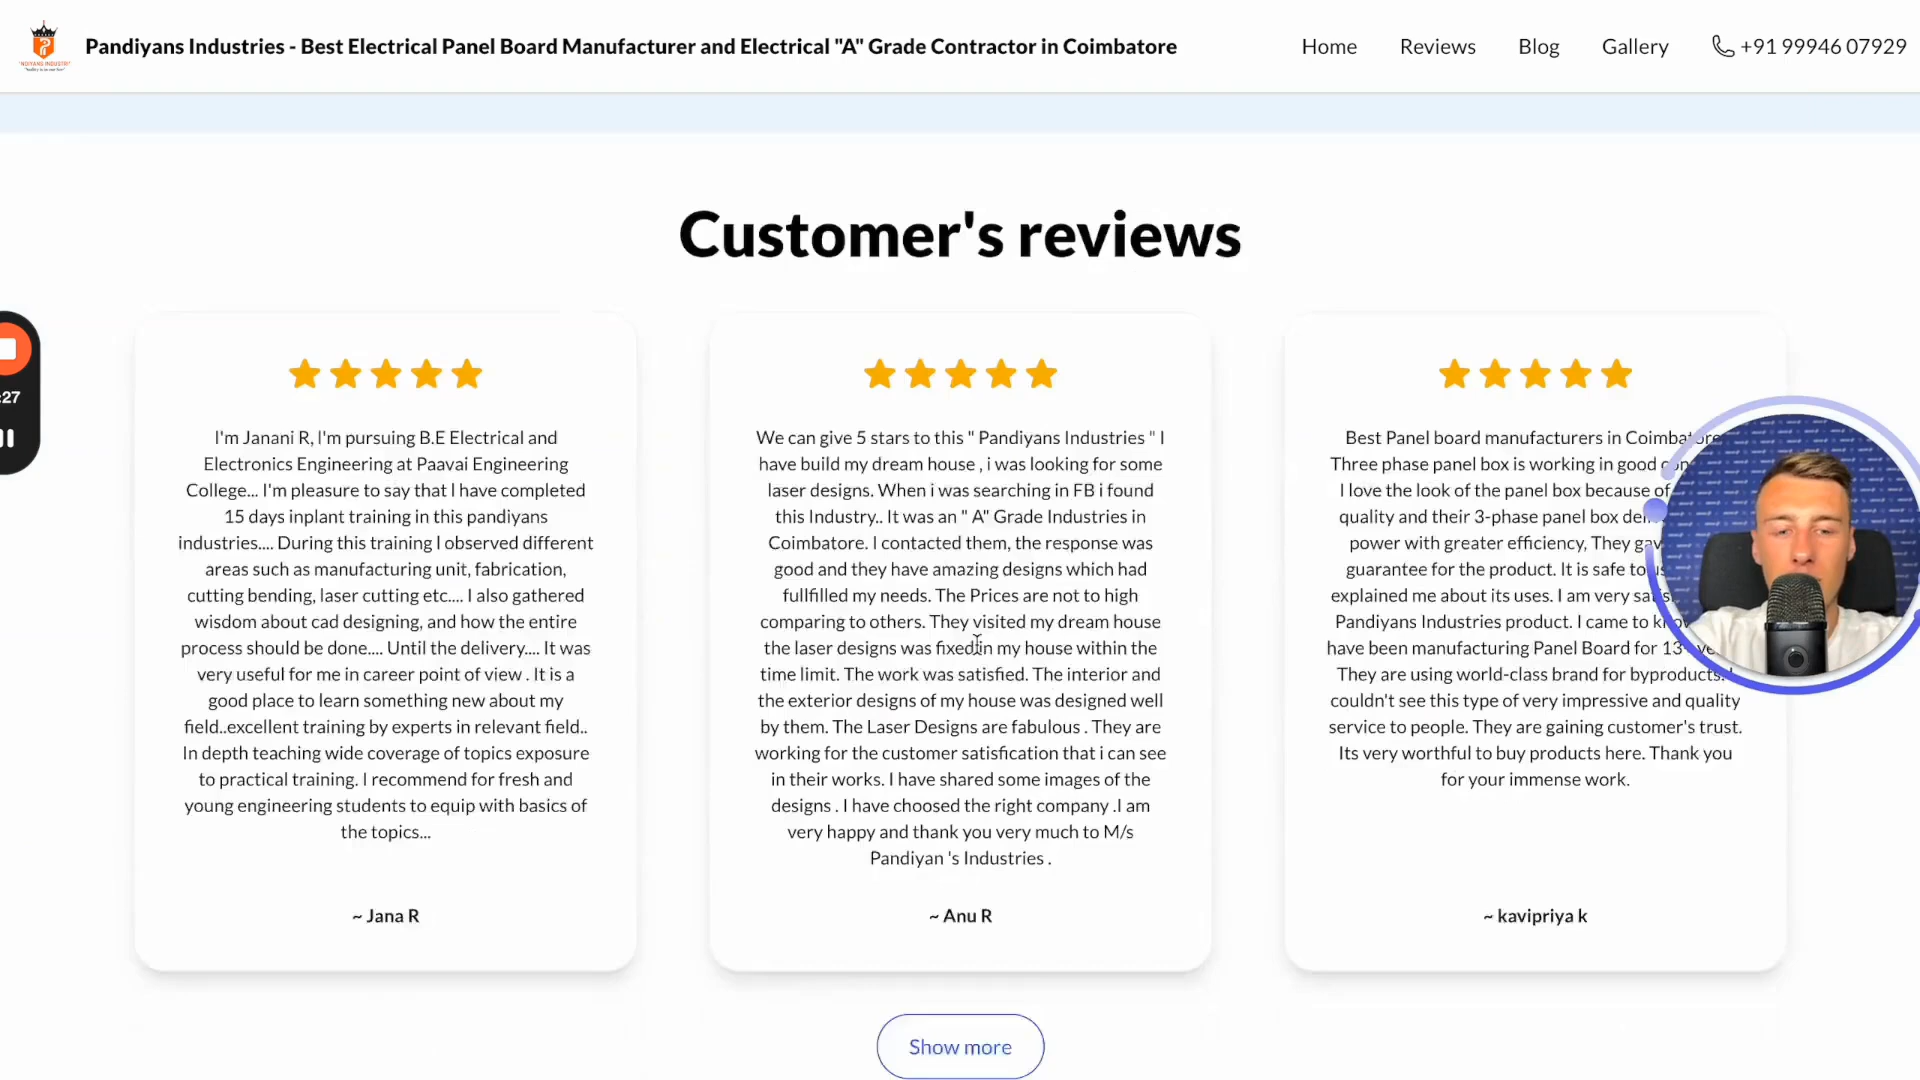 Pandiyans Industries - Best Electrical Panel Board Manufacturer and Electrical "A" Grade Contractor in Coimbatore
Home
Reviews
Blog
Gallery
+91 99946 07929
Customer's reviews
:27
I'm Janani R, I'm pursuing B.E Electrical and
Electronics Engineering at Paavai Engineering
College... I'm pleasure to say that I have completed
15 days inplant training in this pandiyans
industries.... During this training I observed different
areas such as manufacturing unit, fabrication,
cutting bending, laser cutting etc.... I also gathered
wisdom about cad designing, and how the entire
process should be done.... Until the delivery.... It was
very useful for me in career point of view . It is a
good place to learn something new about my
field..excellent training by experts in relevant field..
In depth teaching wide coverage of topics exposure
to practical training. I recommend for fresh and
young engineering students to equip with basics of
the topics...
~ Jana R
We can give 5 stars to this " Pandiyans Industries " I
have build my dream house , i was looking for some
laser designs. When i was searching in FB i found
this Industry.. It was an " A" Grade Industries in
Coimbatore. I contacted them, the response was
good and they have amazing designs which had
fullfilled my needs. The Prices are not to high
comparing to others. They visited my dream house
the laser designs was fixed in my house within the
time limit. The work was satisfied. The interior and
the exterior designs of my house was designed well
by them. The Laser Designs are fabulous . They are
working for the customer satisfication that i can see
in their works. I have shared some images of the
designs . I have choosed the right company .I am
very happy and thank you very much to M/s
Pandiyan 's Industries .
~ Anu R
Best Panel board manufacturers in Coimbatore
Three phase panel box is working in good
I love the look of the panel box because of
quality and their 3-phase panel box
power with greater efficiency, They
guarantee for the product. It is safe to
explained me about its uses. I am very
Pandiyans Industries product. I came to
have been manufacturing Panel Board for 13
They are using world-class brand for byproducts.
couldn't see this type of very impressive and quality
service to people. They are gaining customer's trust.
Its very worthful to buy products here. Thank you
for your immense work.
~ kavipriya k
Show more